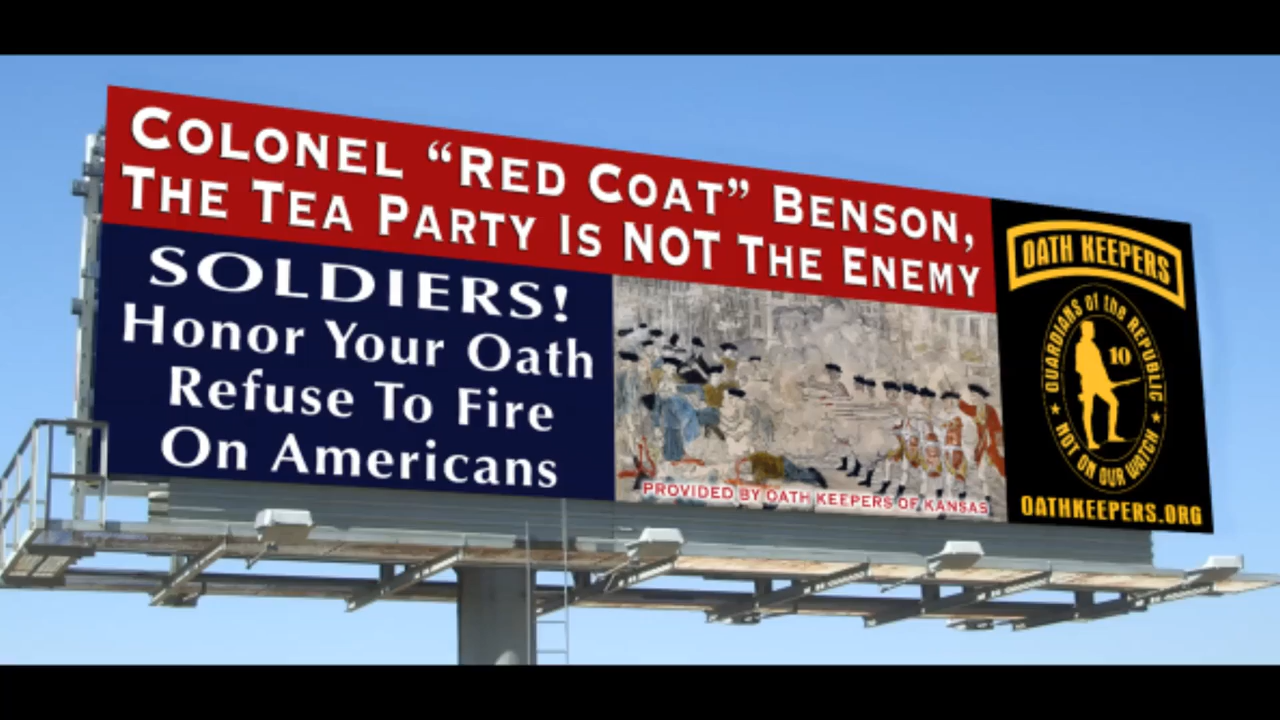 COLONEL “RED COAT” BENSON,
THE TEA PARTY IS NOT THE ENEMY
SOLDIERS!
Honor Your Oath
Refuse To Fire
On Americans
PROVIDED BY OATH KEEPERS OF KANSAS
OATH KEEPERS
GUARDIANS of the REPUBLIC
10
NOT ON OUR WATCH
OATHKEEPERS.ORG